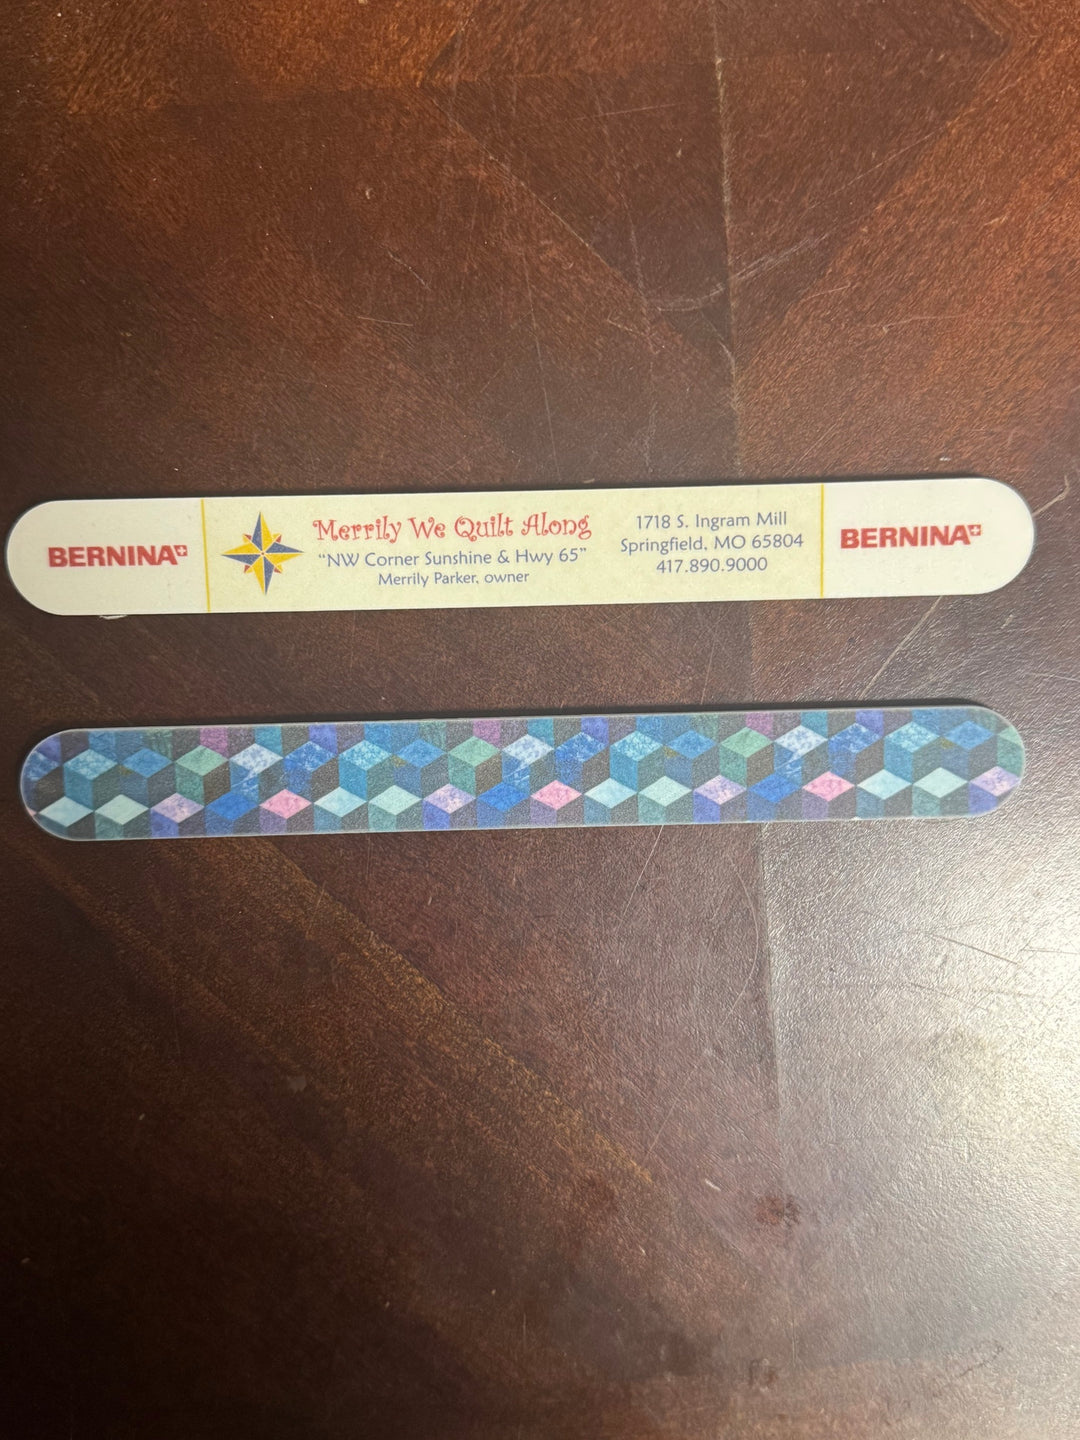 BERNINA
Merrily We Quilt Along
“NW Corner Sunshine & Hwy 65”
Merrily Parker, owner
1718 S. Ingram Mill
Springfield, MO 65804
417.890.9000
BERNINA